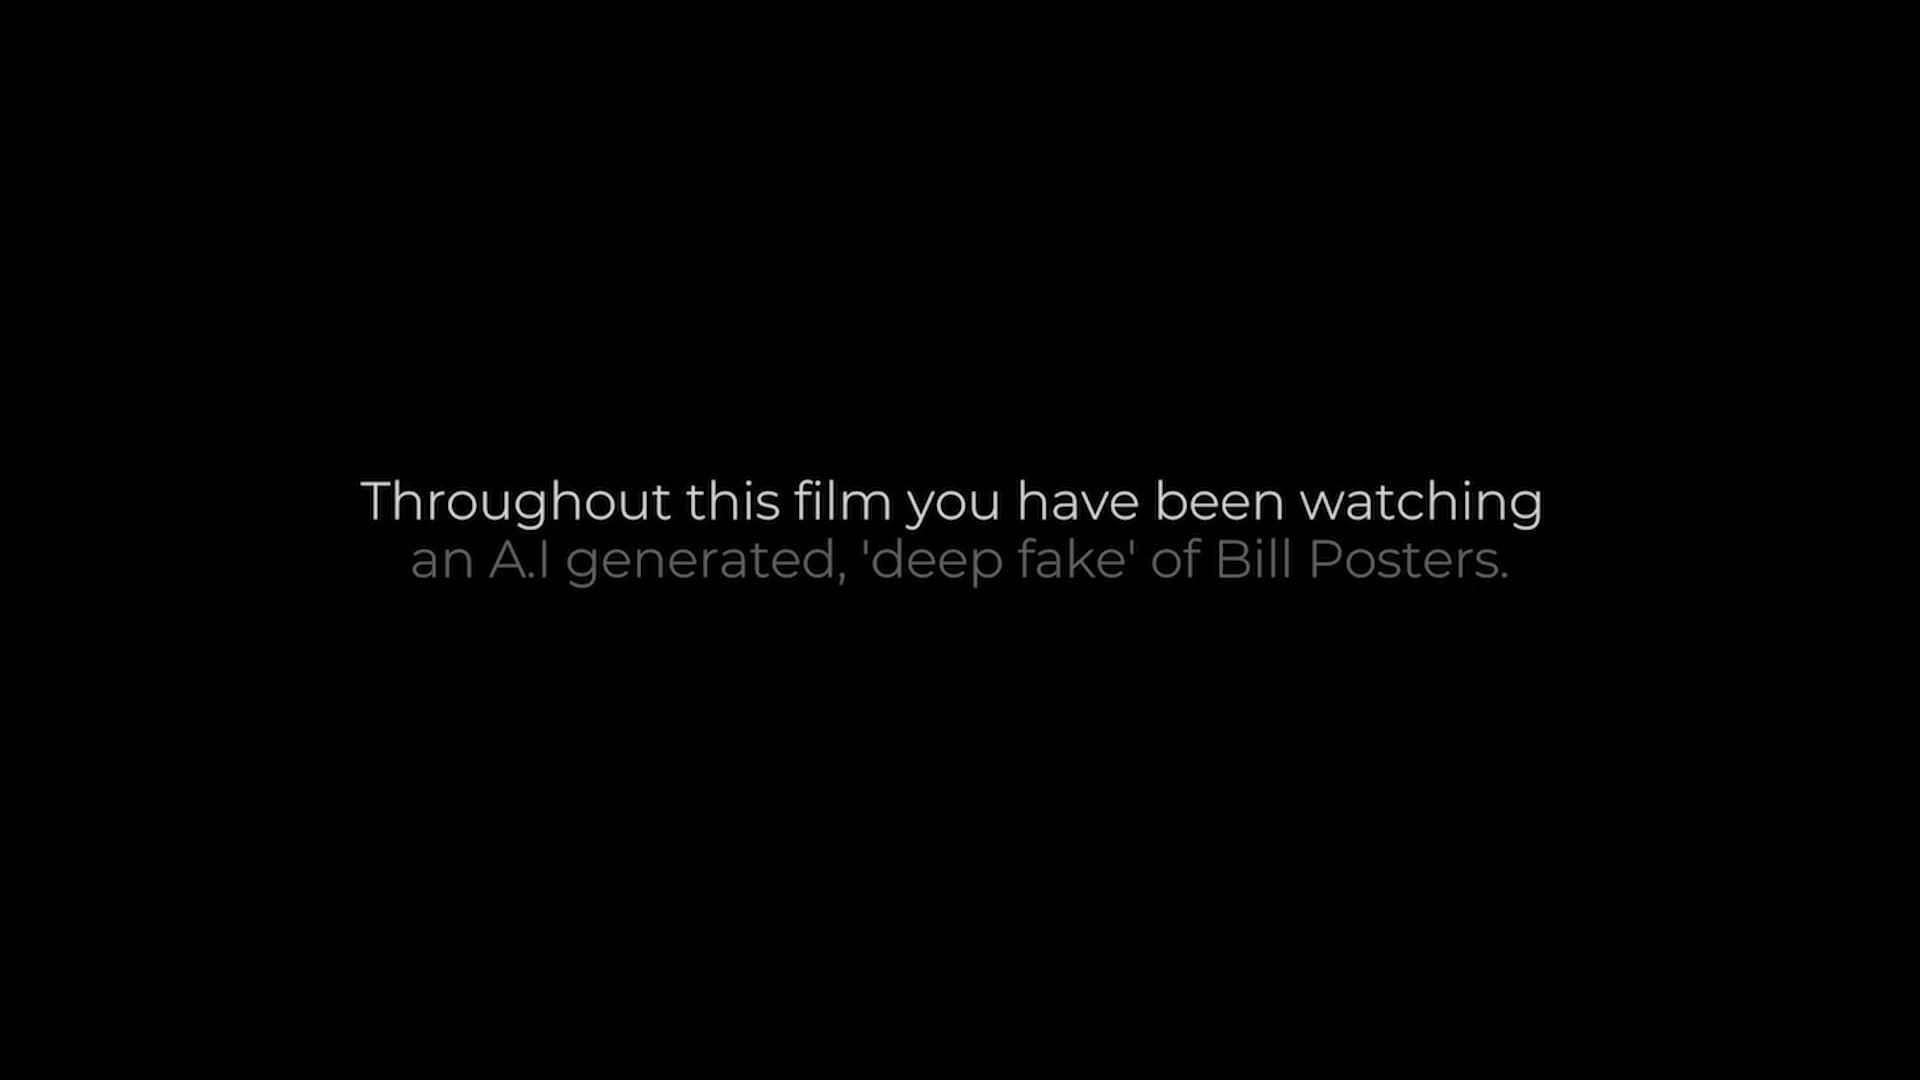 Throughout this film you have been watching
an A.I generated, 'deep fake' of Bill Posters.